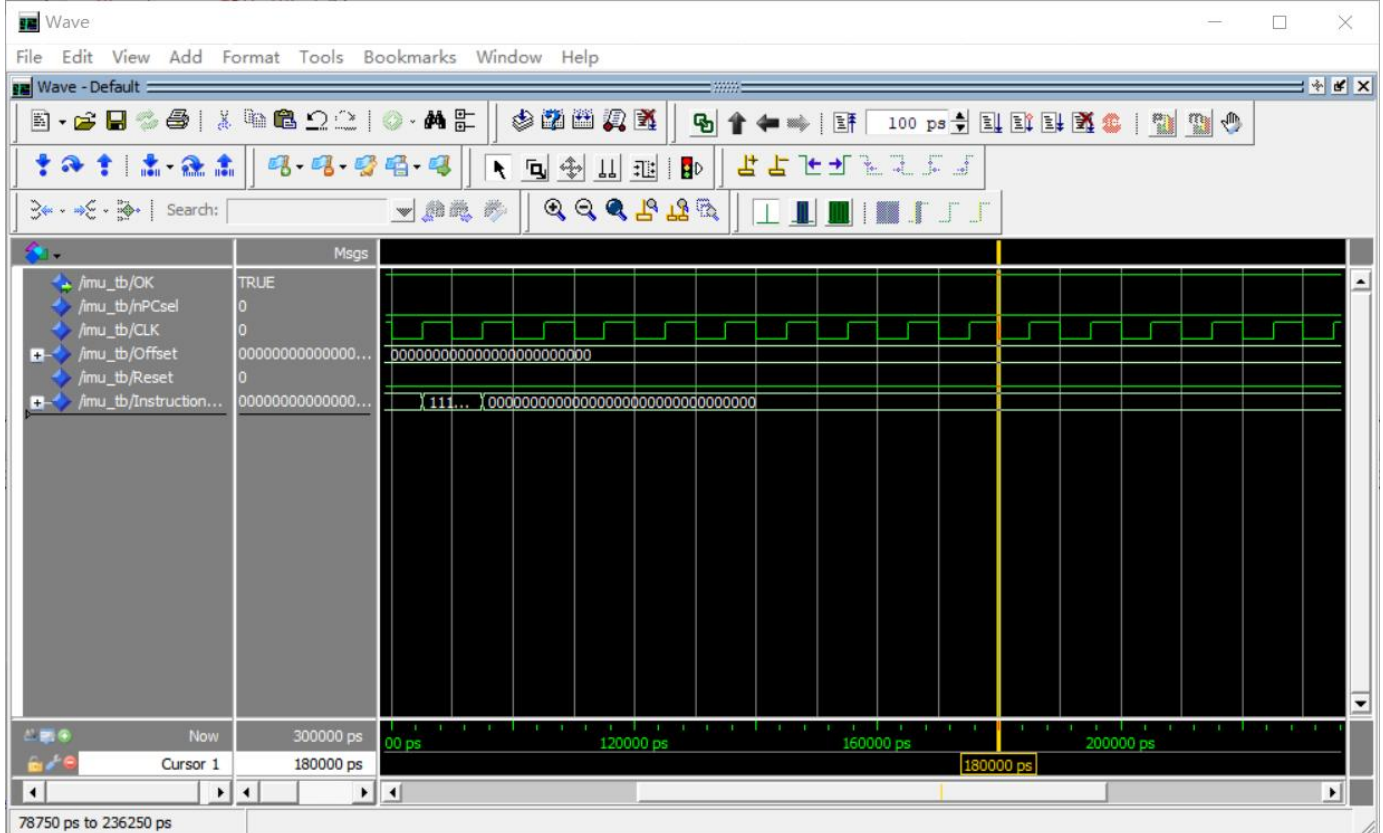 Wave
File Edit View Add Format Tools Bookmarks Window Help
Wave - Default
100 ps
Search:
Msgs
/imu_tb/OK TRUE
/imu_tb/nPCsel 0
/imu_tb/CLK 0
/imu_tb/Offset 00000000000000... 000000000000000000000000
/imu_tb/Reset 0
/imu_tb/Instruction... 00000000000000... 111... 00000000000000000000000000000000
Now 300000 ps 00 ps 120000 ps 160000 ps 200000 ps
Cursor 1 180000 ps 180000 ps
78750 ps to 236250 ps